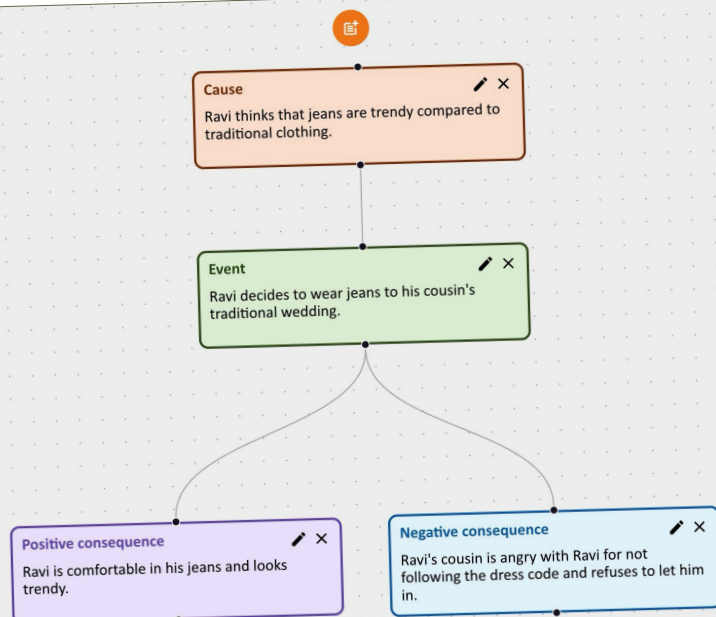 Cause
Ravi thinks that jeans are trendy compared to
traditional clothing.
Event
Ravi decides to wear jeans to his cousin's
traditional wedding.
Positive consequence
Ravi is comfortable in his jeans and looks
trendy.
Negative consequence
Ravi's cousin is angry with Ravi for not
following the dress code and refuses to let him
in.